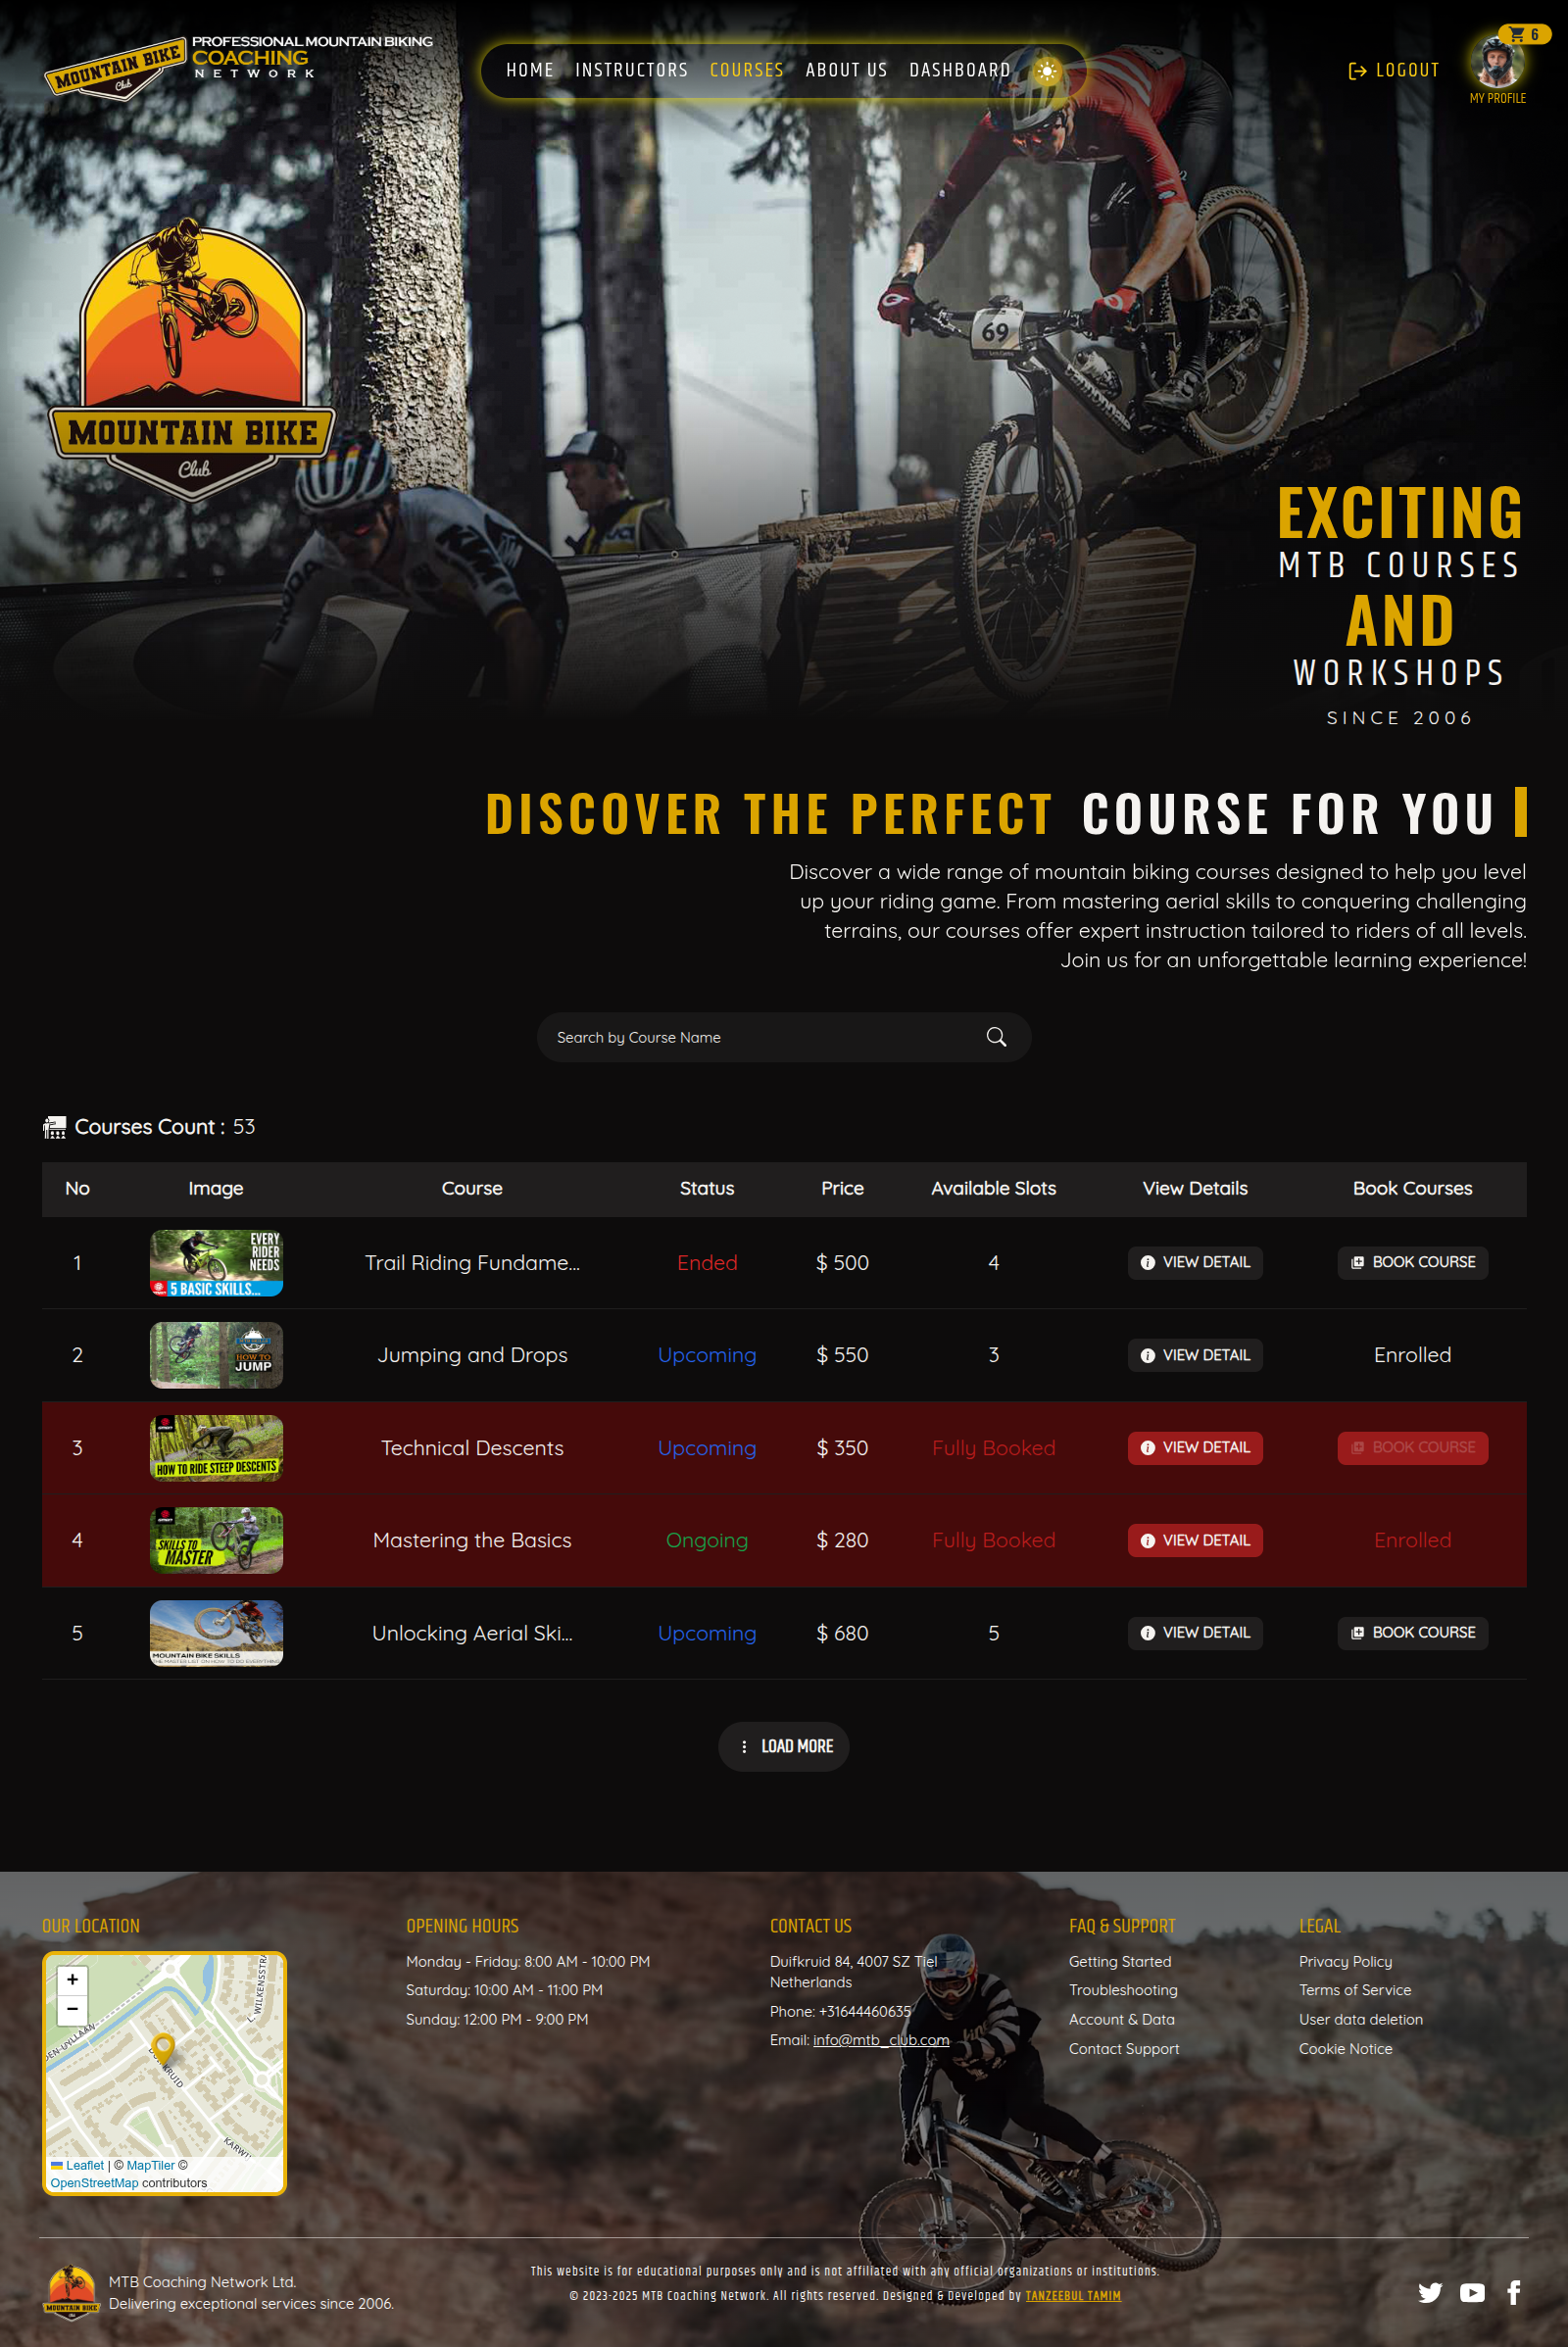 MOUNTAIN BIKE
Club
PROFESSIONAL MOUNTAIN BIKING
COACHING
NETWORK
HOME INSTRUCTORS COURSES ABOUT US DASHBOARD
LOGOUT
6
MY PROFILE
69
MOUNTAIN BIKE
Club
EXCITING
MTB COURSES
AND
WORKSHOPS
SINCE 2006
DISCOVER THE PERFECT COURSE FOR YOU
Discover a wide range of mountain biking courses designed to help you level
up your riding game. From mastering aerial skills to conquering challenging
terrains, our courses offer expert instruction tailored to riders of all levels.
Join us for an unforgettable learning experience!
Search by Course Name
Courses Count : 53
No Image Course Status Price Available Slots View Details Book Courses
EVERY
RIDER
NEEDS
5 BASIC SKILLS...
1 Trail Riding Fundame... Ended $ 500 4 VIEW DETAIL BOOK COURSE
HOW TO
JUMP
2 Jumping and Drops Upcoming $ 550 3 VIEW DETAIL Enrolled
HOW TO RIDE STEEP DESCENTS
3 Technical Descents Upcoming $ 350 Fully Booked VIEW DETAIL BOOK COURSE
SKILLS TO
MASTER
4 Mastering the Basics Ongoing $ 280 Fully Booked VIEW DETAIL Enrolled
MOUNTAIN BIKE SKILLS
THE MASTER LIST ON HOW TO DO EVERYTHING
5 Unlocking Aerial Ski... Upcoming $ 680 5 VIEW DETAIL BOOK COURSE
LOAD MORE
OUR LOCATION
+
−
L. WILKENSSTRA
DEN-UYLLAAN
KARWI
Leaflet | © MapTiler ©
OpenStreetMap contributors
OPENING HOURS
Monday - Friday: 8:00 AM - 10:00 PM
Saturday: 10:00 AM - 11:00 PM
Sunday: 12:00 PM - 9:00 PM
CONTACT US
Duifkruid 84, 4007 SZ Tiel
Netherlands
Phone: +31644460635
Email: info@mtb_club.com
FAQ & SUPPORT
Getting Started
Troubleshooting
Account & Data
Contact Support
LEGAL
Privacy Policy
Terms of Service
User data deletion
Cookie Notice
MOUNTAIN BIKE
MTB Coaching Network Ltd.
Delivering exceptional services since 2006.
This website is for educational purposes only and is not affiliated with any official organizations or institutions.
© 2023-2025 MTB Coaching Network. All rights reserved. Designed & Developed by TANZEEBUL TAMIM